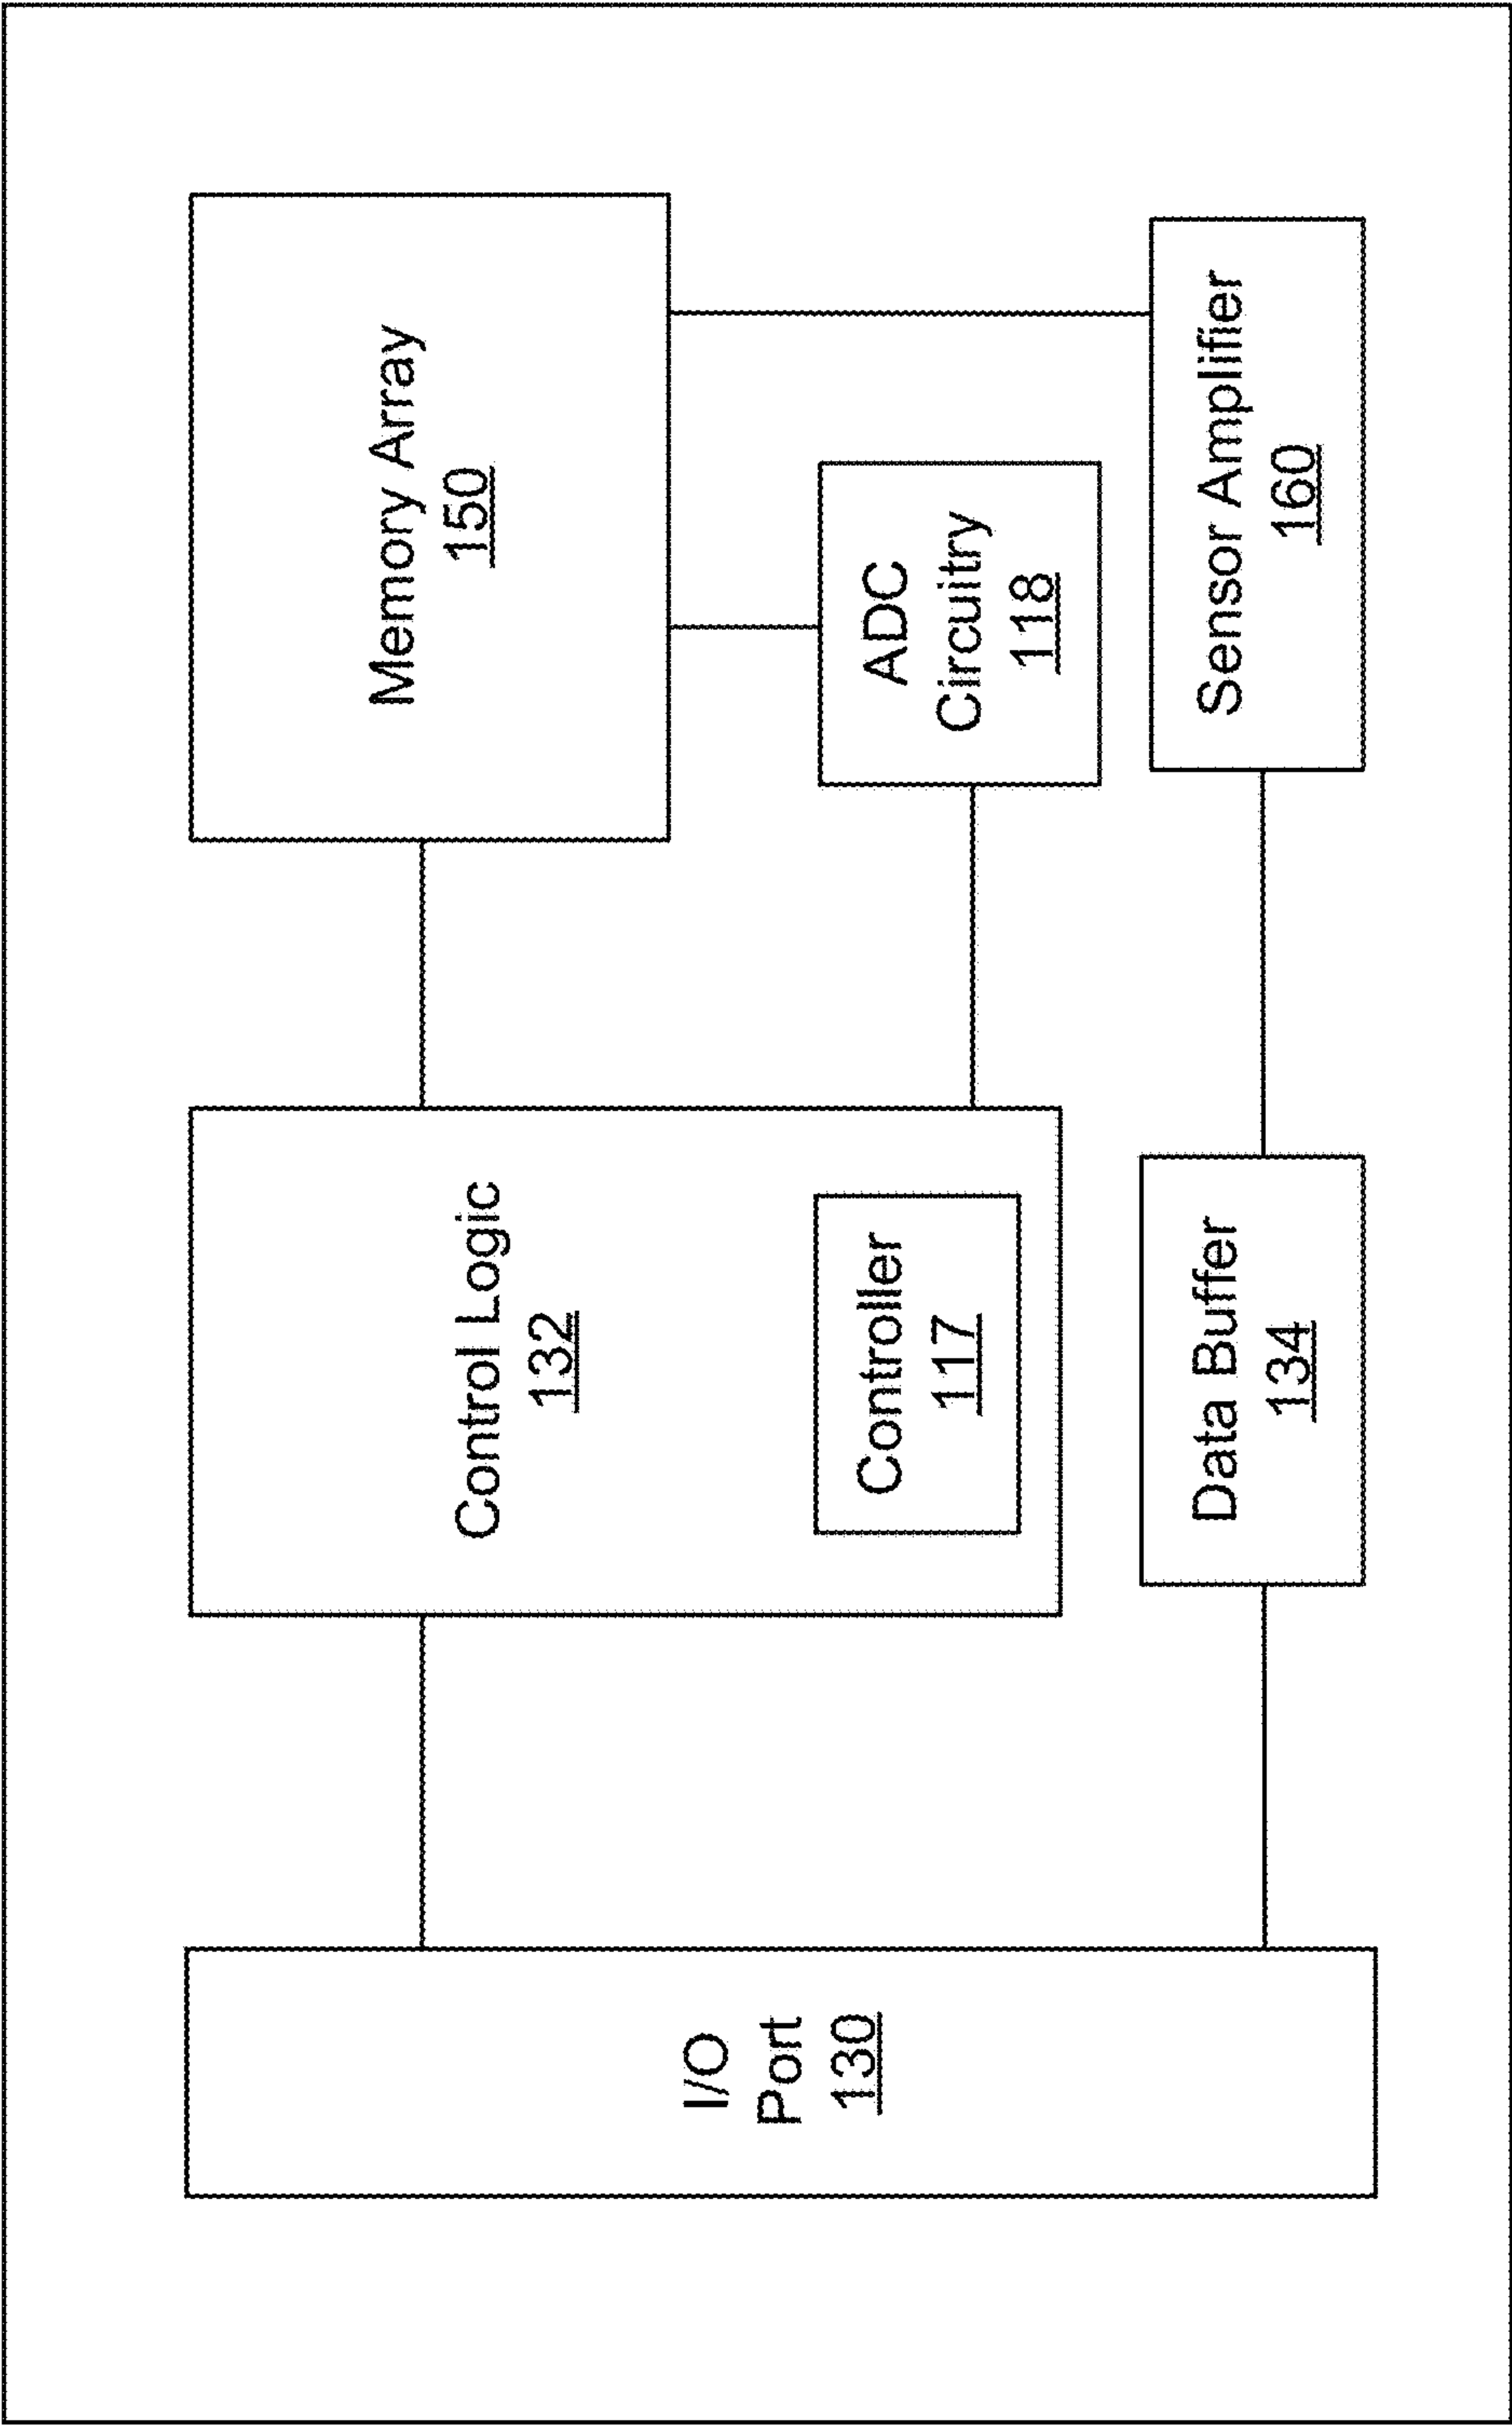 I/O
Port
130
Control Logic
132
Controller
117
Data Buffer
134
Memory Array
150
ADC
Circuitry
118
Sensor Amplifier
160